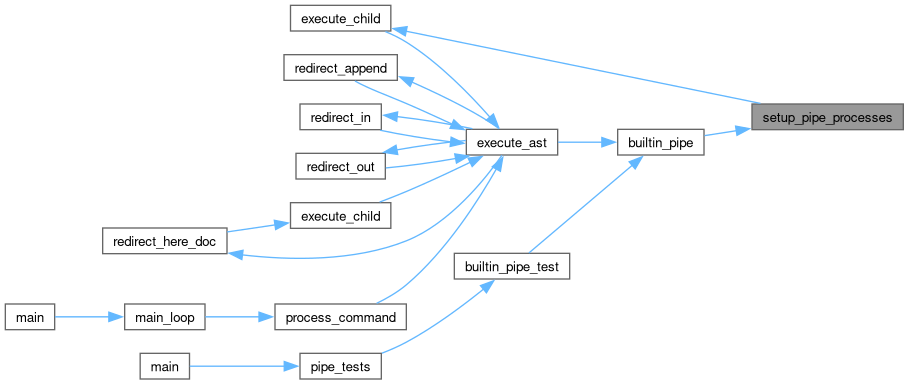 execute_child
redirect_append
redirect_in
setup_pipe_processes
execute_ast
builtin_pipe
redirect_out
execute_child
redirect_here_doc
builtin_pipe_test
main
main_loop
process_command
main
pipe_tests